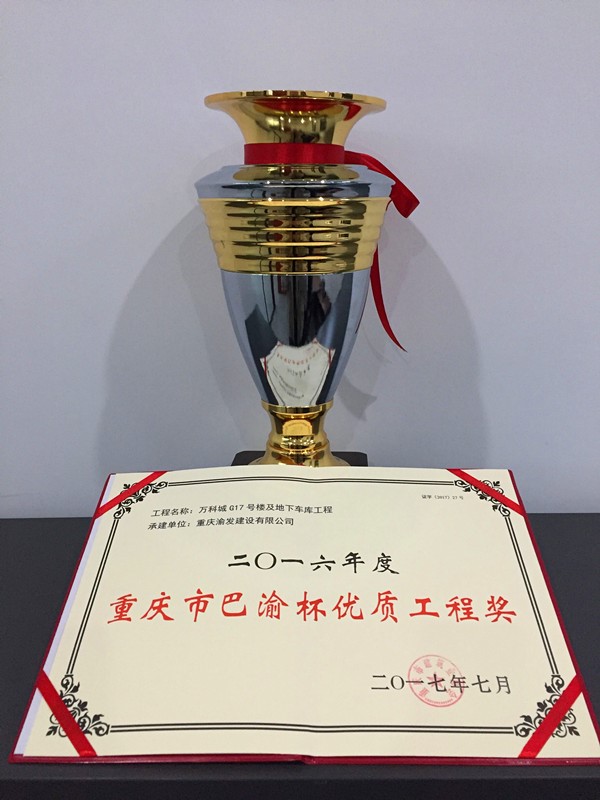 工程名称：万科城G17号楼及地下车库工程
承建单位：重庆渝发建设有限公司
二〇一六年度
重庆市巴渝杯优质工程奖
二〇一七年七月